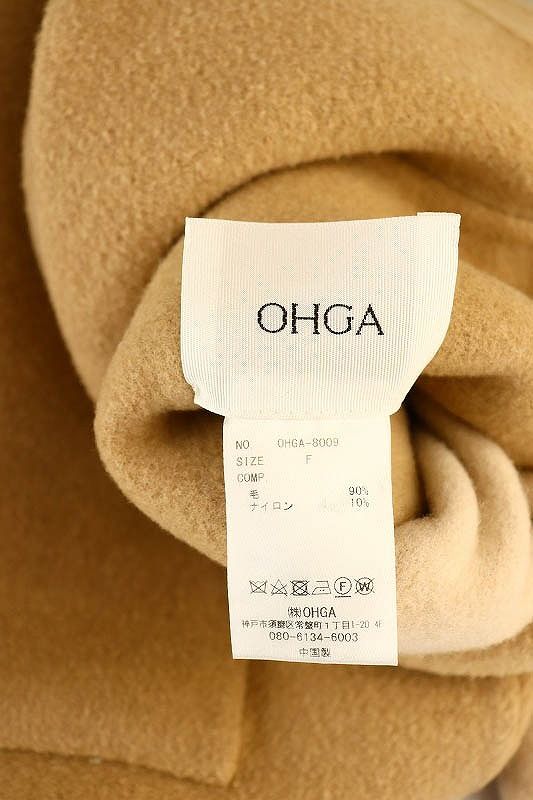 OHGA
NO OHGA-8009
SIZE F
COMP
毛 90%
ナイロン 10%
F W
㈱OHGA
神戸市須磨区常盤町1丁目1-20 4F
080-6134-6003
中国製